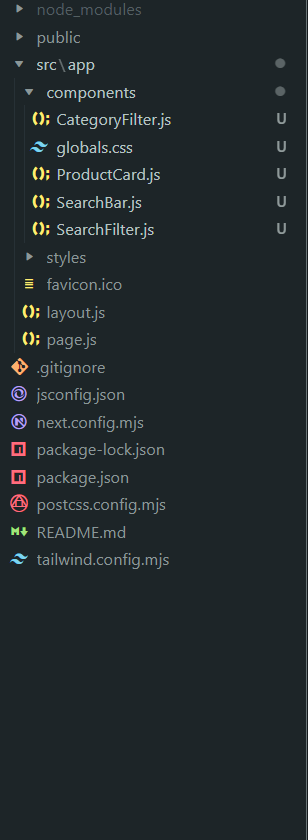 node_modules
public
src\app
components
CategoryFilter.js U
globals.css U
ProductCard.js U
SearchBar.js U
SearchFilter.js U
styles
favicon.ico
layout.js
page.js
.gitignore
jsconfig.json
next.config.mjs
package-lock.json
package.json
postcss.config.mjs
README.md
tailwind.config.mjs